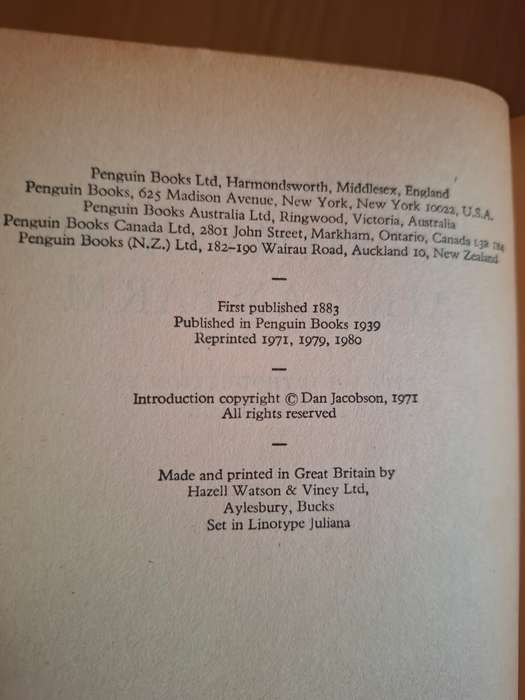 Penguin Books Ltd, Harmondsworth, Middlesex, England
Penguin Books, 625 Madison Avenue, New York, New York 10022, U.S.A.
Penguin Books Australia Ltd, Ringwood, Victoria, Australia
Penguin Books Canada Ltd, 2801 John Street, Markham, Ontario, Canada L3R 1B4
Penguin Books (N.Z.) Ltd, 182–190 Wairau Road, Auckland 10, New Zealand
—
First published 1883
Published in Penguin Books 1939
Reprinted 1971, 1979, 1980
—
Introduction copyright © Dan Jacobson, 1971
All rights reserved
—
Made and printed in Great Britain by
Hazell Watson & Viney Ltd,
Aylesbury, Bucks
Set in Linotype Juliana